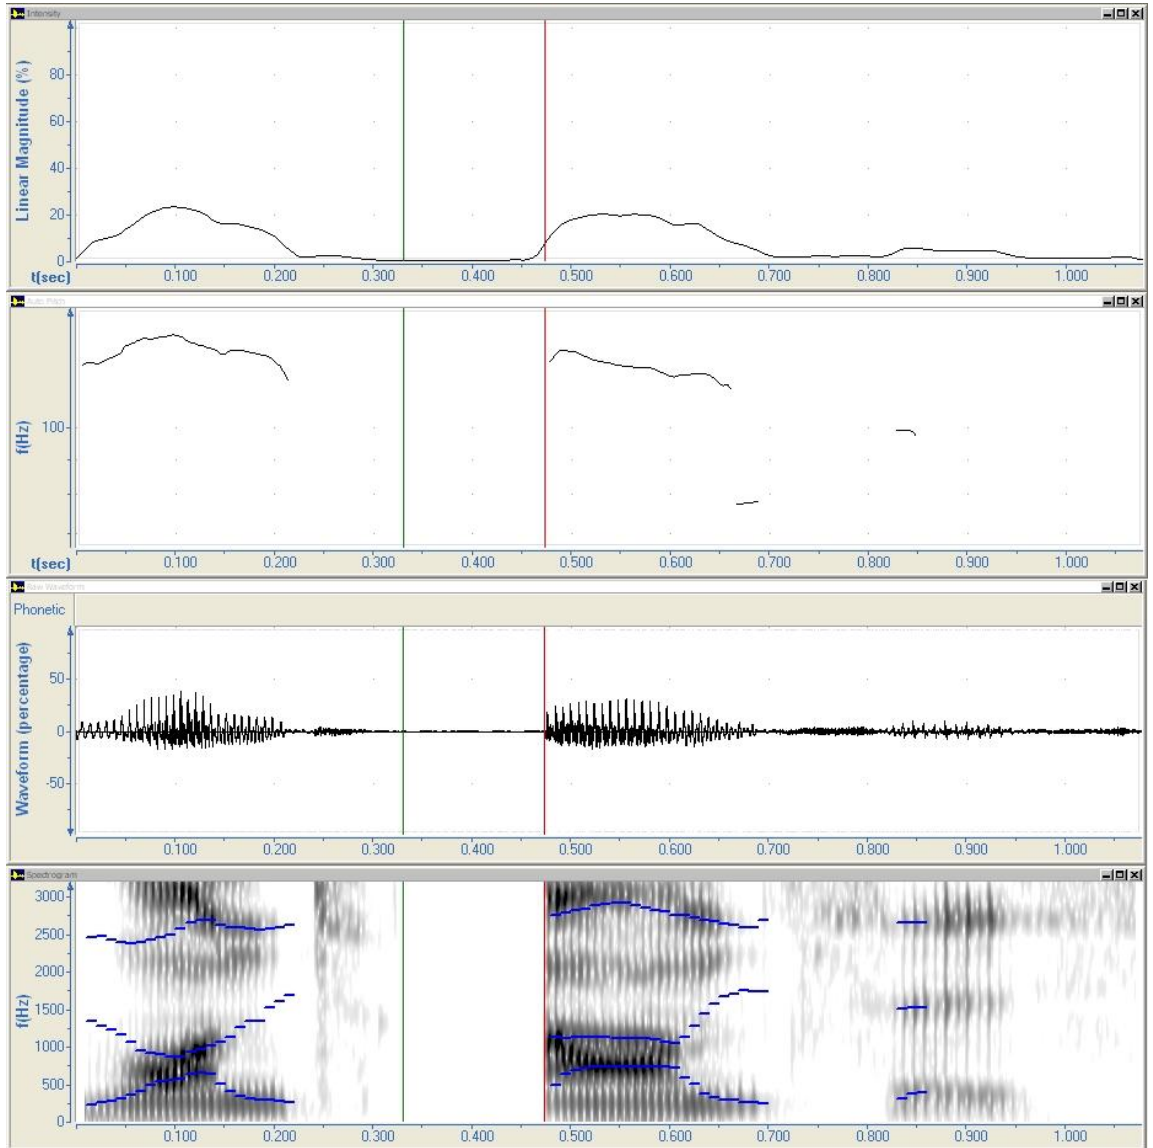 Intensity
Linear Magnitude (%)
80
60
40
20
0
t(sec)
0.100 0.200 0.300 0.400 0.500 0.600 0.700 0.800 0.900 1.000
Auto Pitch
f(Hz)
100
t(sec)
0.100 0.200 0.300 0.400 0.500 0.600 0.700 0.800 0.900 1.000
Raw Waveform
Phonetic
Waveform (percentage)
50
0
-50
0.100 0.200 0.300 0.400 0.500 0.600 0.700 0.800 0.900 1.000
Spectrogram
f(Hz)
3000
2500
2000
1500
1000
500
0
0.100 0.200 0.300 0.400 0.500 0.600 0.700 0.800 0.900 1.000